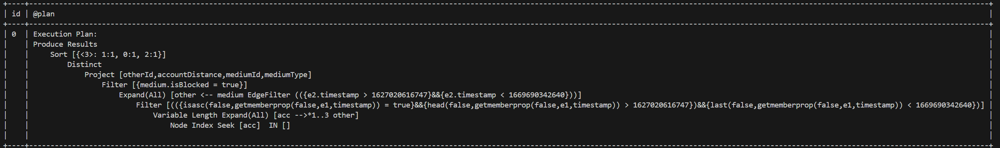 +----+--------------------------------------------------------------------------------------------------------------------------------------------------------------------------------------------------------------------------------+
| id | @plan |
+----+--------------------------------------------------------------------------------------------------------------------------------------------------------------------------------------------------------------------------------+
| 0 | Execution Plan: |
| | Produce Results |
| | Sort [{<3>: 1:1, 0:1, 2:1}] |
| | Distinct |
| | Project [otherId,accountDistance,mediumId,mediumType] |
| | Filter [{medium.isBlocked = true}] |
| | Expand(All) [other <-- medium EdgeFilter (({e2.timestamp > 1627020616747}&&{e2.timestamp < 1669690342640}))] |
| | Filter [(({isasc(false,getmemberprop(false,e1,timestamp)) = true}&&{head(false,getmemberprop(false,e1,timestamp)) > 1627020616747})&&{last(false,getmemberprop(false,e1,timestamp)) < 1669690342640})] |
| | Variable Length Expand(All) [acc -->*1..3 other] |
| | Node Index Seek [acc]  IN [] |
| | |
+----+--------------------------------------------------------------------------------------------------------------------------------------------------------------------------------------------------------------------------------+